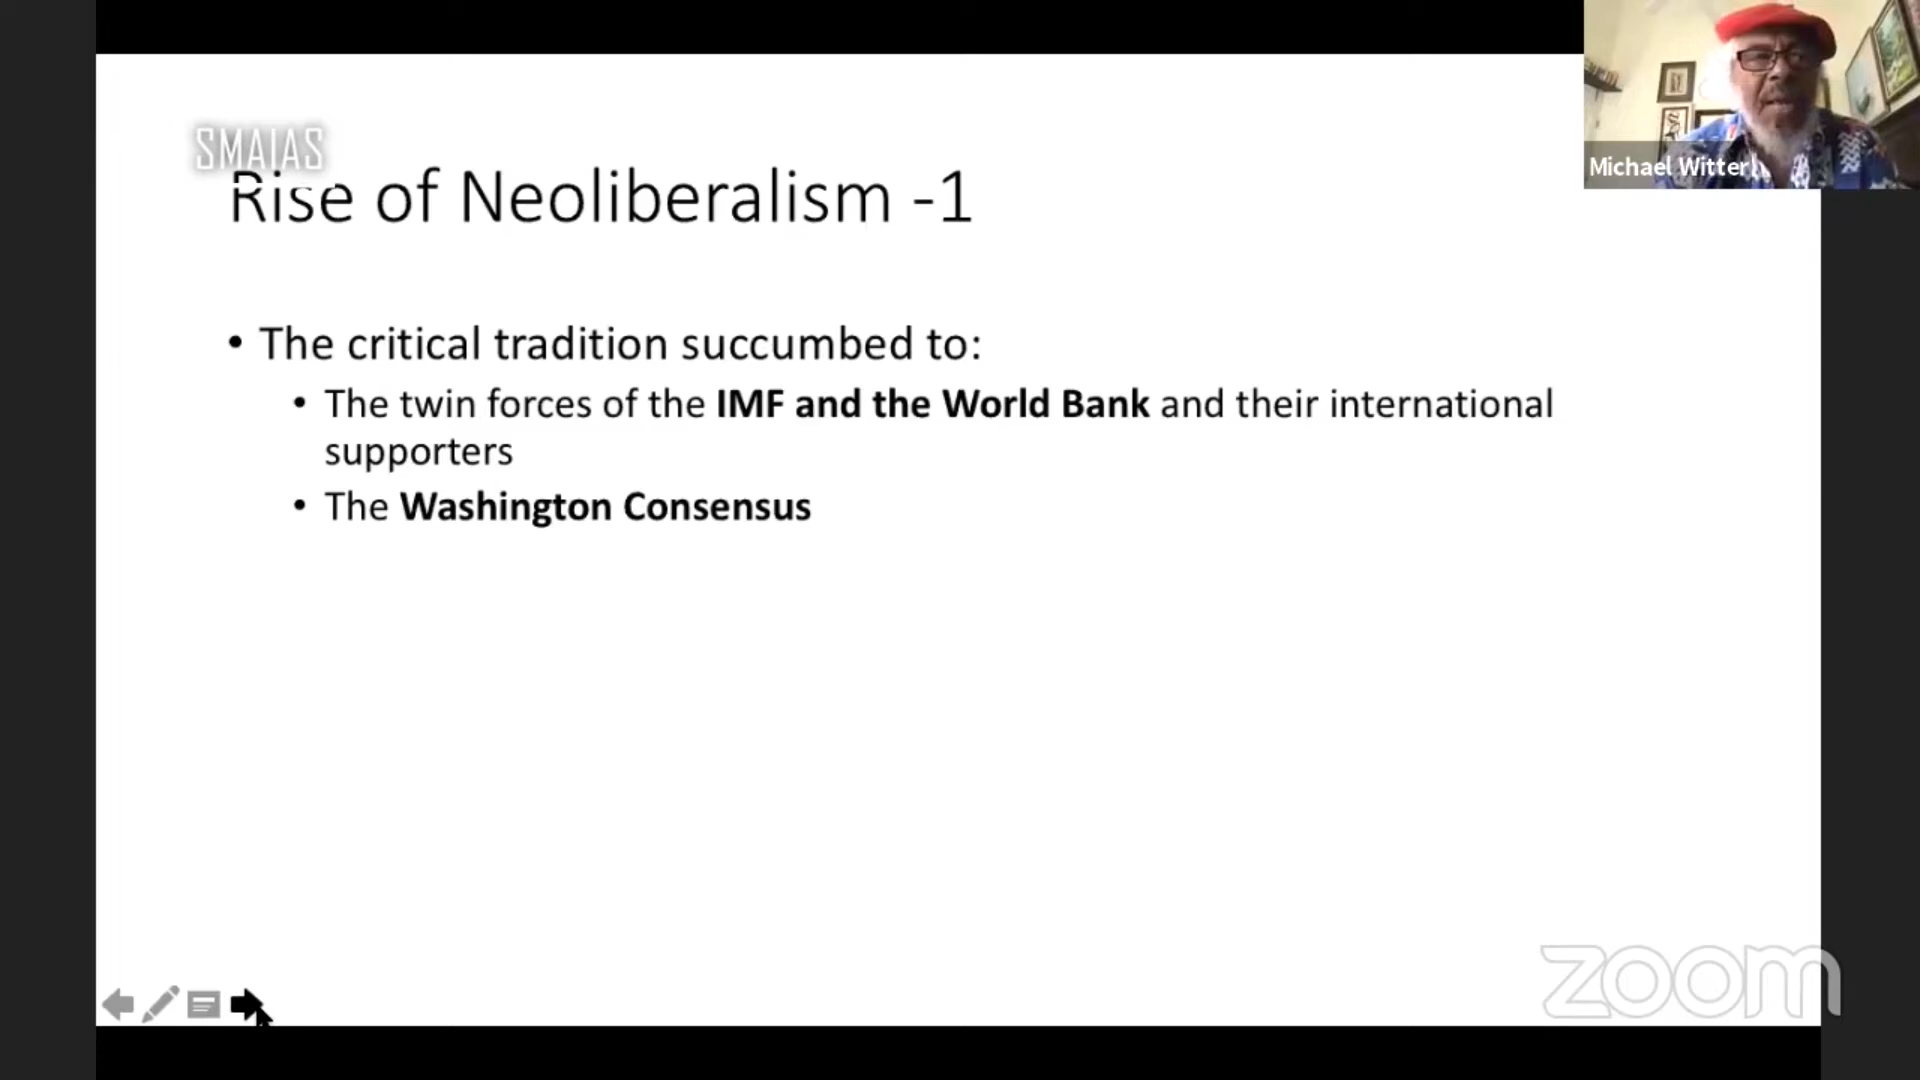 SMAIAS
Rise of Neoliberalism -1
Michael Witter
• The critical tradition succumbed to:
• The twin forces of the IMF and the World Bank and their international
supporters
• The Washington Consensus
zoom